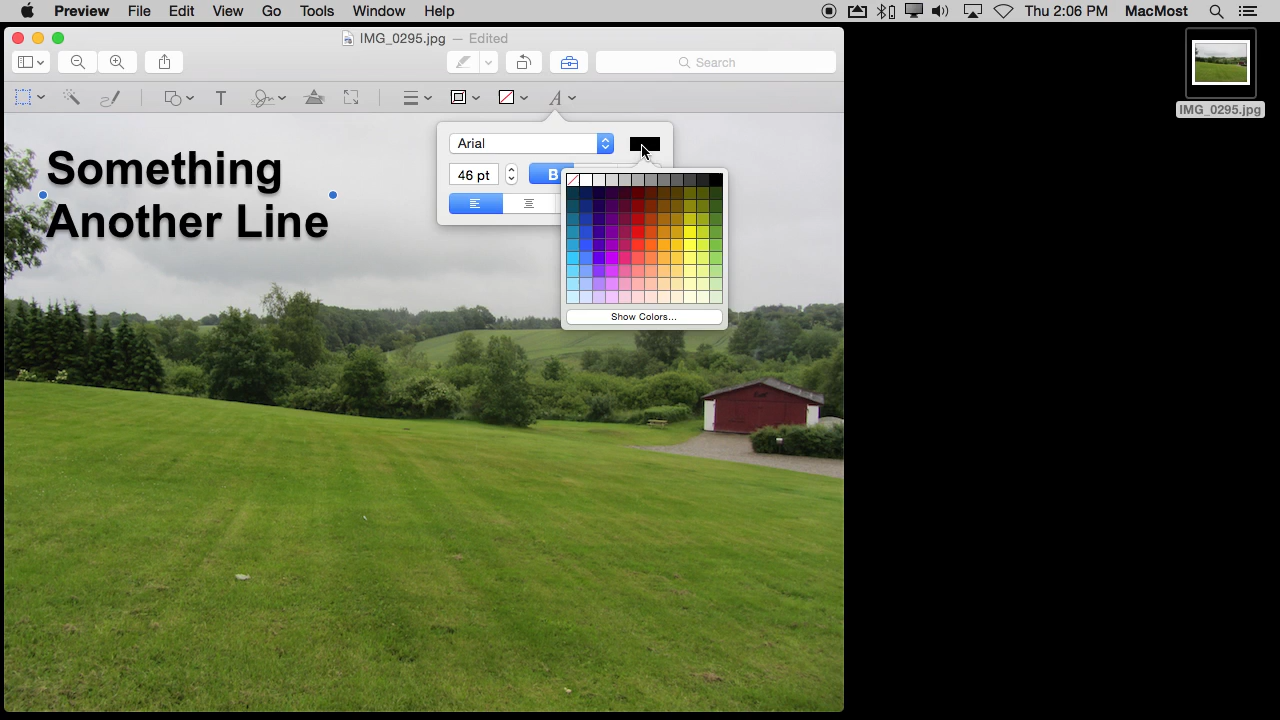 Preview File Edit View Go Tools Window Help Thu 2:06 PM MacMost
IMG_0295.jpg — Edited
Search
T
A
Arial
46 pt
B
Show Colors...
Something
Another Line
IMG_0295.jpg